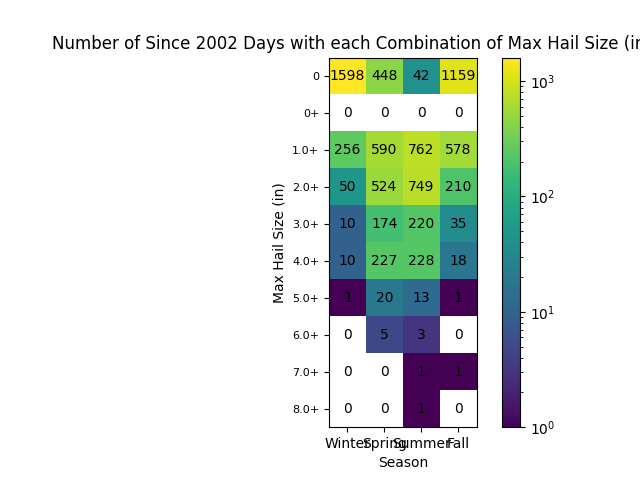 Number of Since 2002 Days with each Combination of Max Hail Size (in
0 1598 448 42 1159
0+ 0 0 0 0
1.0+ 256 590 762 578
2.0+ 50 524 749 210
3.0+ 10 174 220 35
4.0+ 10 227 228 18
5.0+ 1 20 13 1
6.0+ 0 5 3 0
7.0+ 0 0 1 1
8.0+ 0 0 1 0
Max Hail Size (in)
Winter Spring Summer Fall
Season
10³
10²
10¹
10⁰